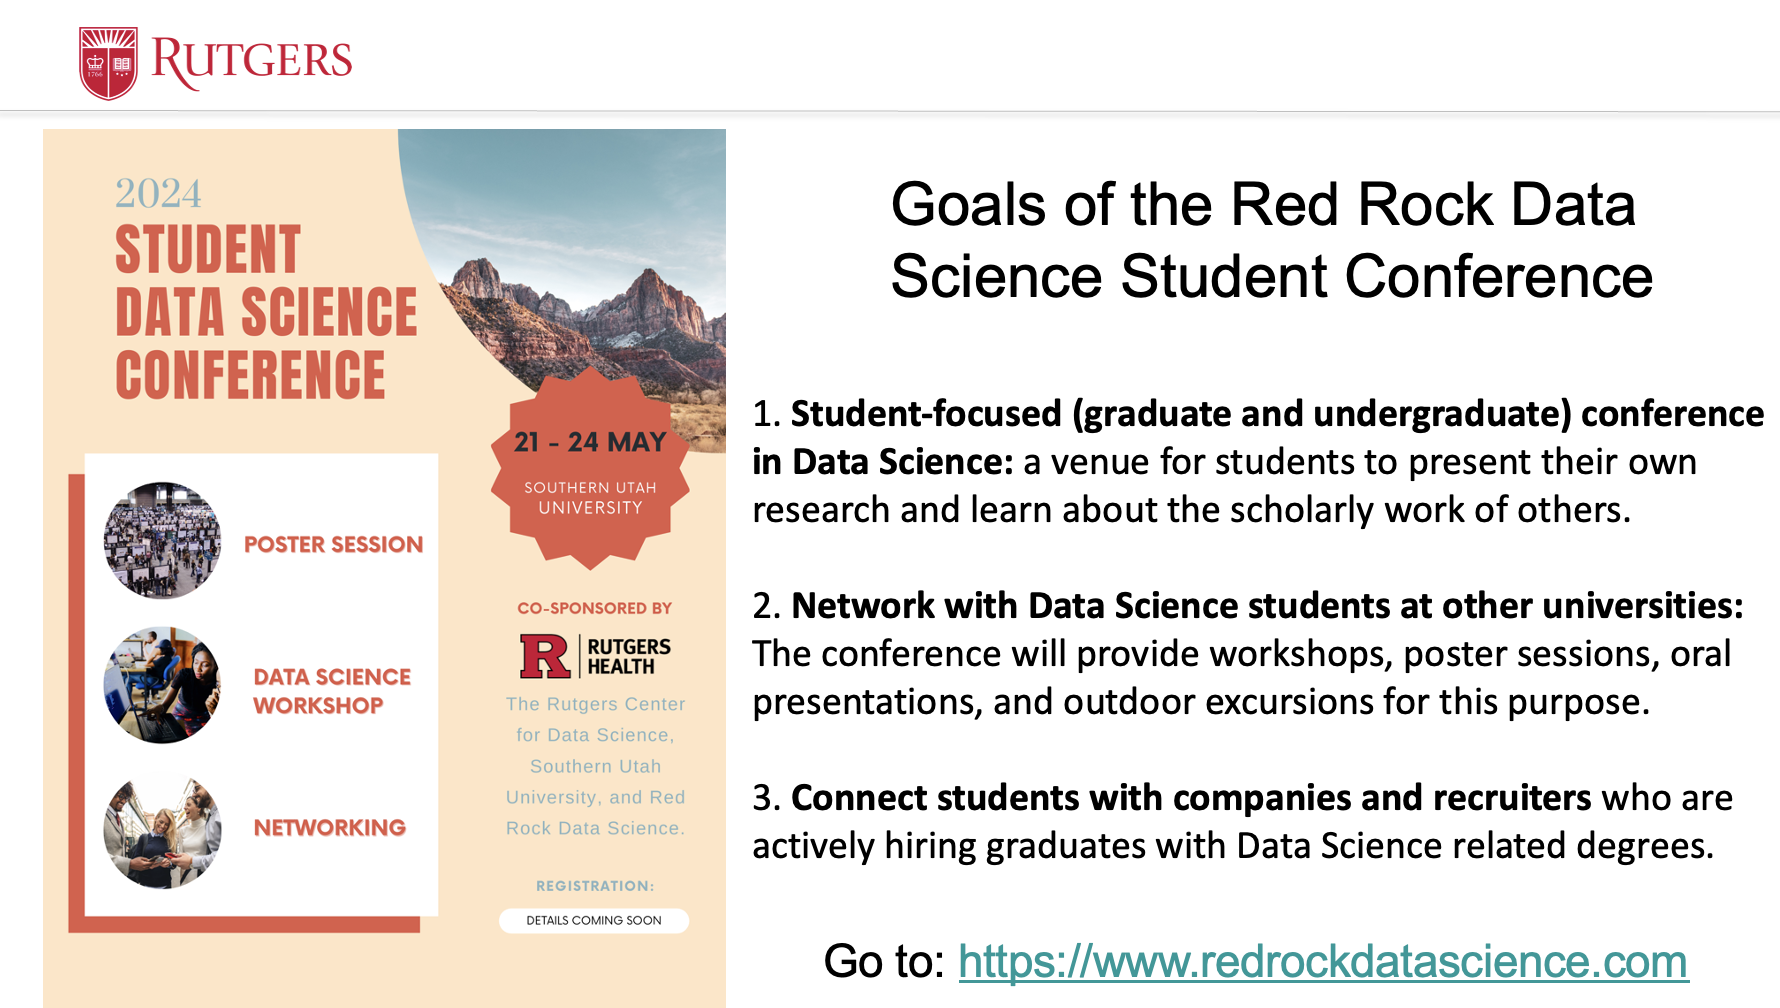 1766
RUTGERS
2024
STUDENT
DATA SCIENCE
CONFERENCE
21 - 24 MAY
SOUTHERN UTAH
UNIVERSITY
POSTER SESSION
DATA SCIENCE
WORKSHOP
NETWORKING
CO-SPONSORED BY
R RUTGERS
HEALTH
The Rutgers Center
for Data Science,
Southern Utah
University, and Red
Rock Data Science.
REGISTRATION:
DETAILS COMING SOON
Goals of the Red Rock Data
Science Student Conference
1. Student-focused (graduate and undergraduate) conference
in Data Science: a venue for students to present their own
research and learn about the scholarly work of others.
2. Network with Data Science students at other universities:
The conference will provide workshops, poster sessions, oral
presentations, and outdoor excursions for this purpose.
3. Connect students with companies and recruiters who are
actively hiring graduates with Data Science related degrees.
Go to: https://www.redrockdatascience.com